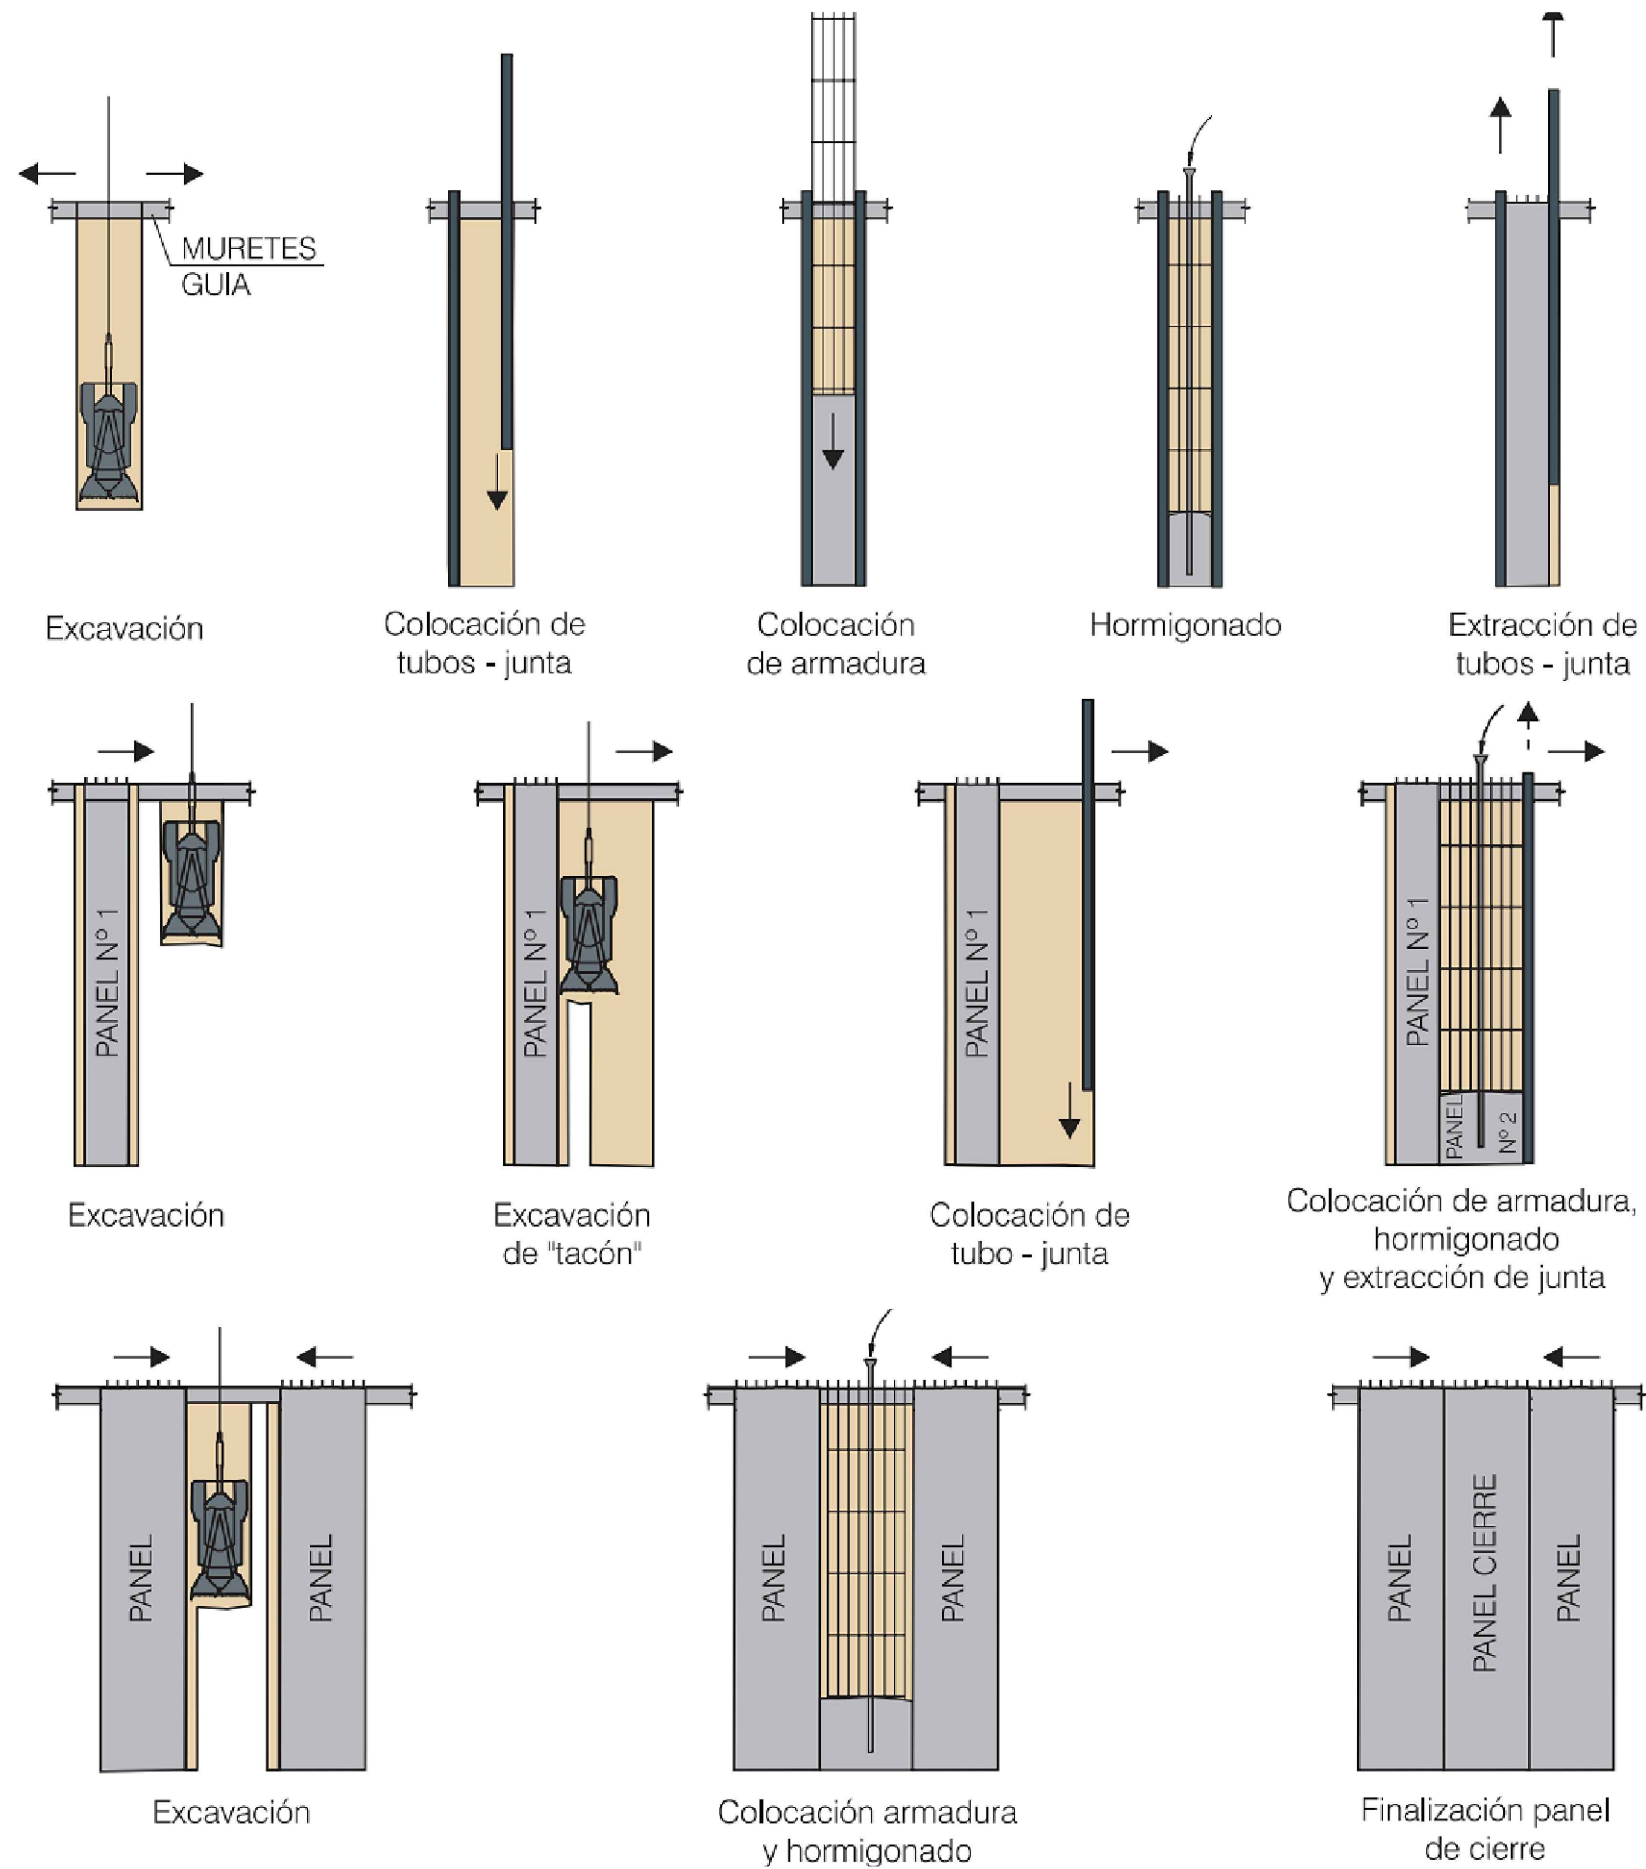 MURETES
GUIA
Excavación
Colocación de
tubos - junta
Colocación
de armadura
Hormigonado
Extracción de
tubos - junta
PANEL Nº 1
Excavación
PANEL Nº 1
Excavación
de "tacón"
PANEL Nº 1
Colocación de
tubo - junta
PANEL Nº 1
PANEL
Nº 2
Colocación de armadura,
hormigonado
y extracción de junta
PANEL
PANEL
Excavación
PANEL
PANEL
Colocación armadura
y hormigonado
PANEL
PANEL CIERRE
PANEL
Finalización panel
de cierre